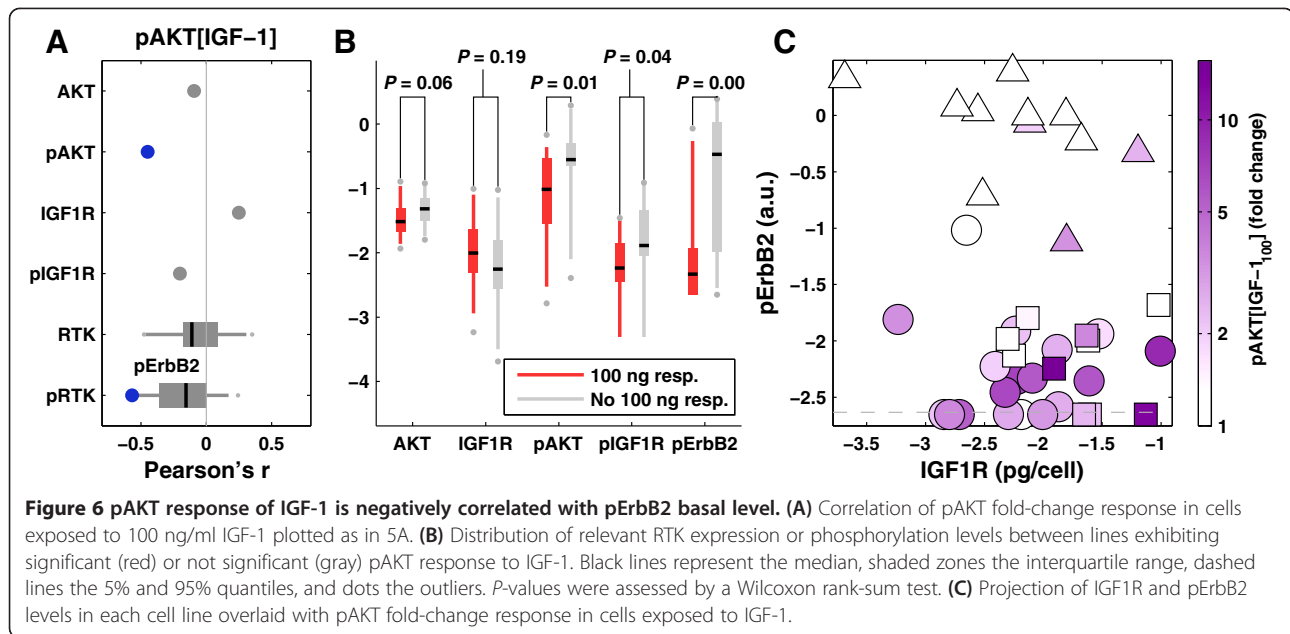 A
pAKT[IGF−1]
AKT
pAKT
IGF1R
pIGF1R
RTK
pErbB2
pRTK
−0.5 0 0.5
Pearson's r
B
P = 0.06
P = 0.19
P = 0.01
P = 0.04
P = 0.00
0
−1
−2
−3
−4
100 ng resp.
No 100 ng resp.
AKT IGF1R pAKT pIGF1R pErbB2
C
pErbB2 (a.u.)
0
−0.5
−1
−1.5
−2
−2.5
−3.5 −3 −2.5 −2 −1.5 −1
IGF1R (pg/cell)
10
5
2
1
pAKT[IGF−1100] (fold change)
Figure 6 pAKT response of IGF-1 is negatively correlated with pErbB2 basal level. (A) Correlation of pAKT fold-change response in cells
exposed to 100 ng/ml IGF-1 plotted as in 5A. (B) Distribution of relevant RTK expression or phosphorylation levels between lines exhibiting
significant (red) or not significant (gray) pAKT response to IGF-1. Black lines represent the median, shaded zones the interquartile range, dashed
lines the 5% and 95% quantiles, and dots the outliers. P-values were assessed by a Wilcoxon rank-sum test. (C) Projection of IGF1R and pErbB2
levels in each cell line overlaid with pAKT fold-change response in cells exposed to IGF-1.